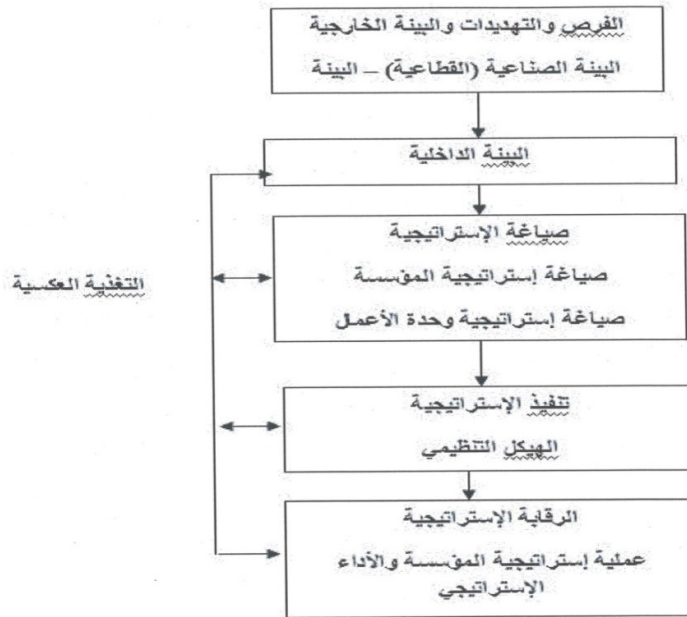 الفرص والتهديدات والبيئة الخارجية
البيئة الصناعية (القطاعية) – البيئة
البيئة الداخلية
صياغة الإستراتيجية
صياغة إستراتيجية المؤسسة
صياغة إستراتيجية وحدة الأعمال
التغذية العكسية
تنفيذ الإستراتيجية
الهيكل التنظيمي
الرقابة الإستراتيجية
عملية إستراتيجية المؤسسة والأداء
الإستراتيجي